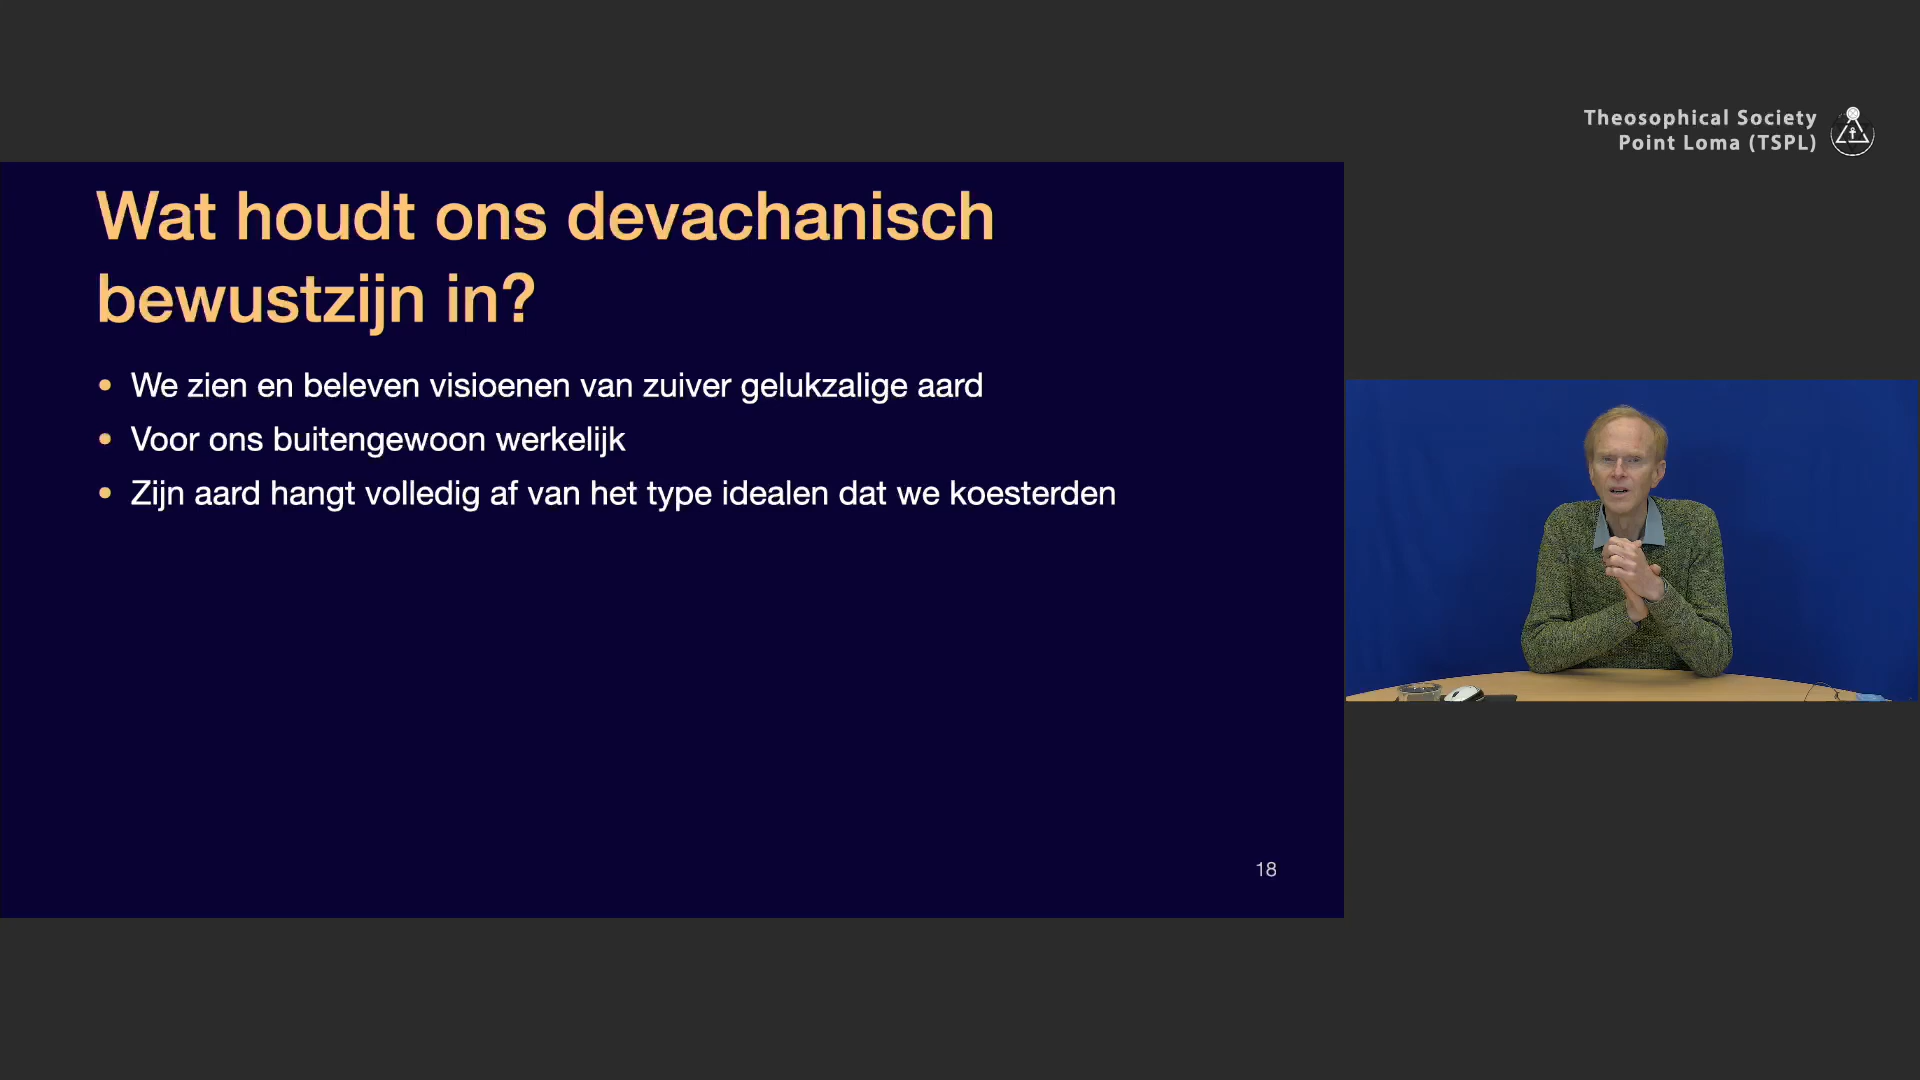 Theosophical Society
Point Loma (TSPL)
Wat houdt ons devachanisch
bewustzijn in?
• We zien en beleven visioenen van zuiver gelukzalige aard
• Voor ons buitengewoon werkelijk
• Zijn aard hangt volledig af van het type idealen dat we koesterden
18